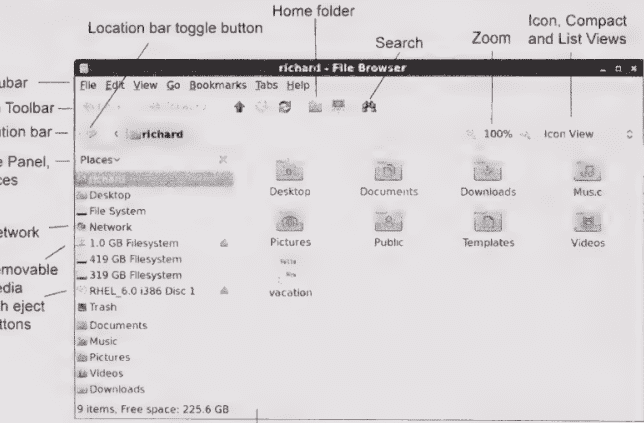 Home folder
Location bar toggle button
Search
Zoom
Icon, Compact
and List Views
richard - File Browser
ubar
File Edit View Go Bookmarks Tabs Help
Toolbar
tion bar
richard
100%
Icon View
e Panel,
ces
Places
Desktop
File System
Network
1.0 GB Filesystem
419 GB Filesystem
319 GB Filesystem
RHEL_6.0 i386 Disc 1
Trash
Documents
Music
Pictures
Videos
Downloads
etwork
emovable
edia
h eject
ttons
Desktop
Documents
Downloads
Music
Pictures
Public
Templates
Videos
vacation
9 items, Free space: 225.6 GB